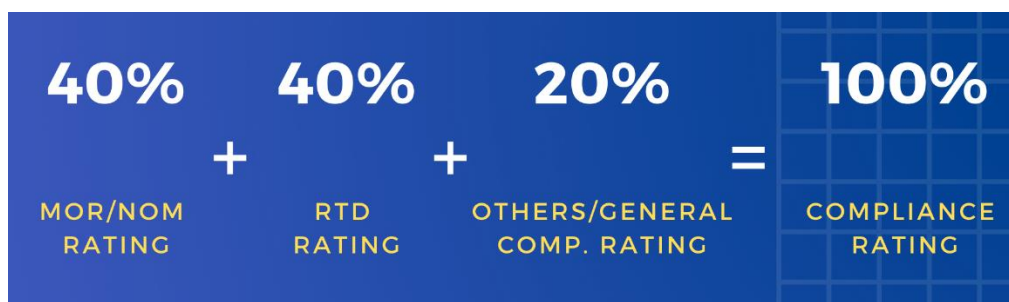 40% 40% 20% 100%
+ + =
MOR/NOM RTD OTHERS/GENERAL COMPLIANCE
RATING RATING COMP. RATING RATING